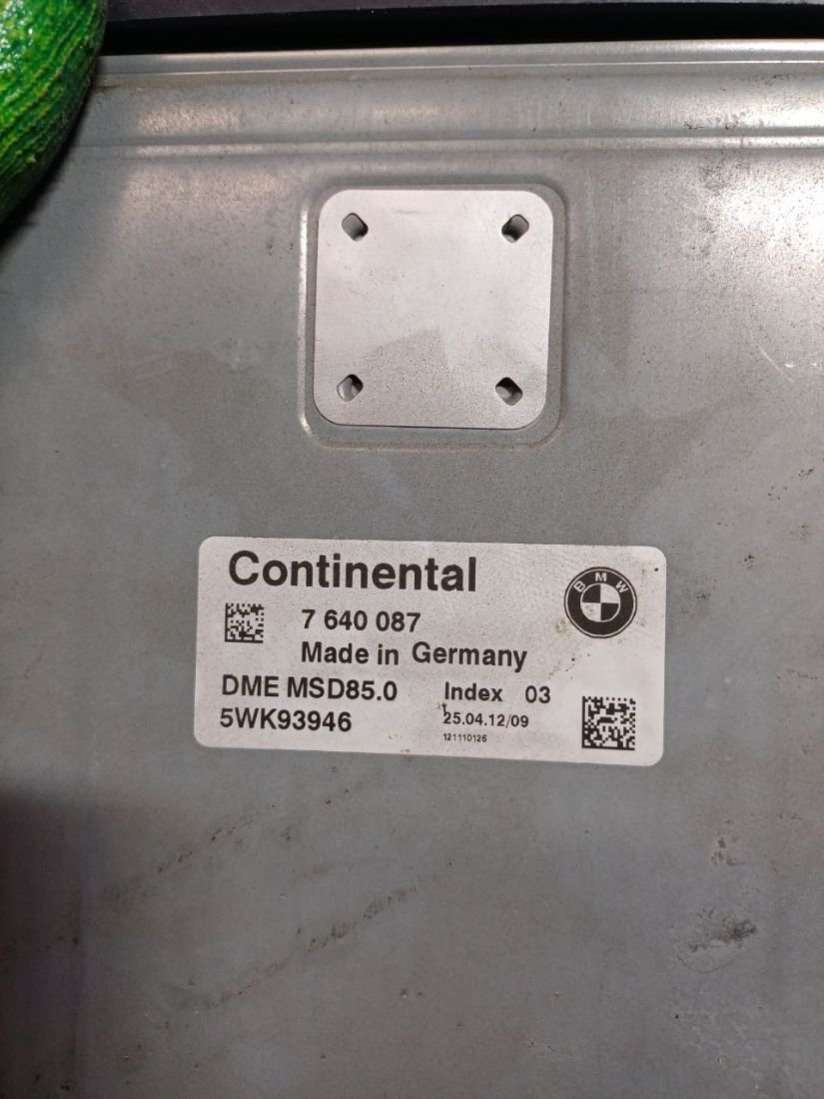 Continental
BMW
7 640 087
Made in Germany
DME MSD85.0 Index 03
5WK93946 25.04.12/09
121110126